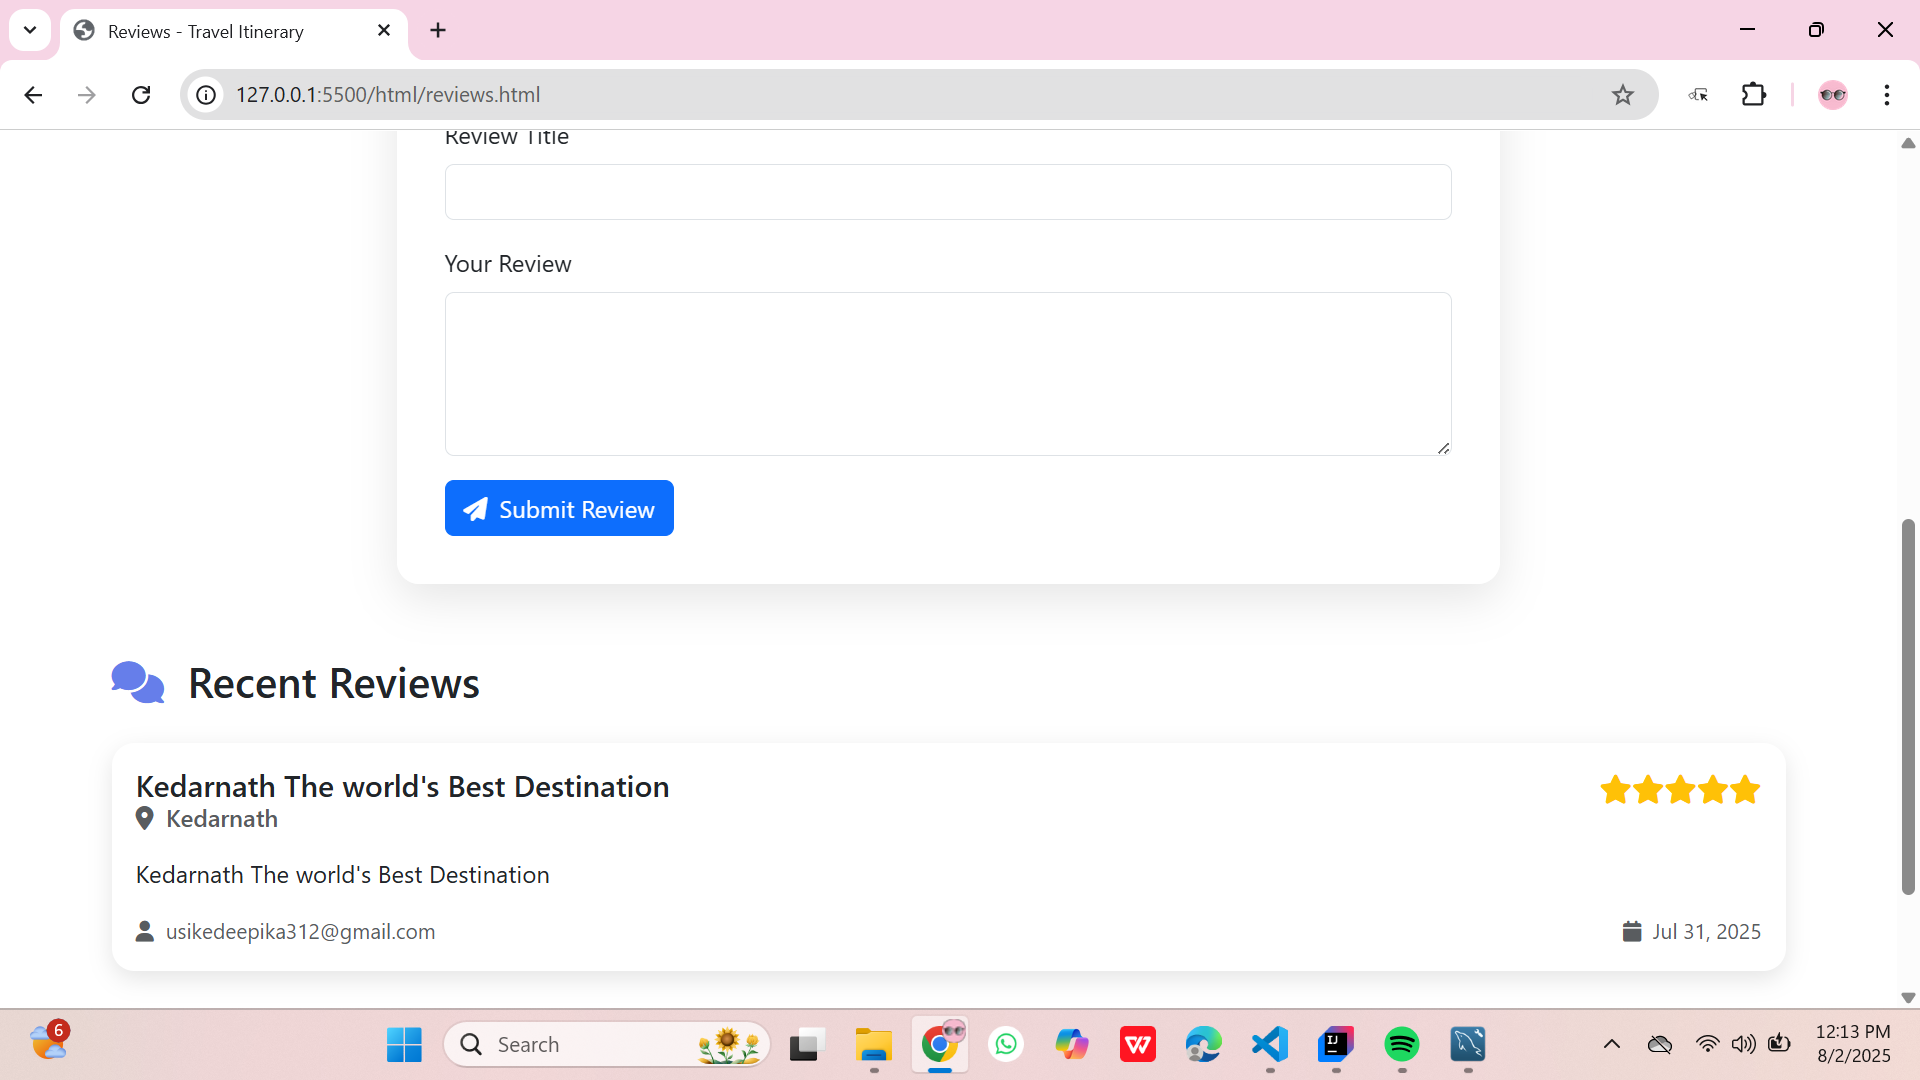 Reviews - Travel Itinerary
127.0.0.1:5500/html/reviews.html
Review Title
Your Review
Submit Review
Recent Reviews
Kedarnath The world's Best Destination
Kedarnath
Kedarnath The world's Best Destination
usikedeepika312@gmail.com
Jul 31, 2025
6
Search
W
IJ
12:13 PM
8/2/2025